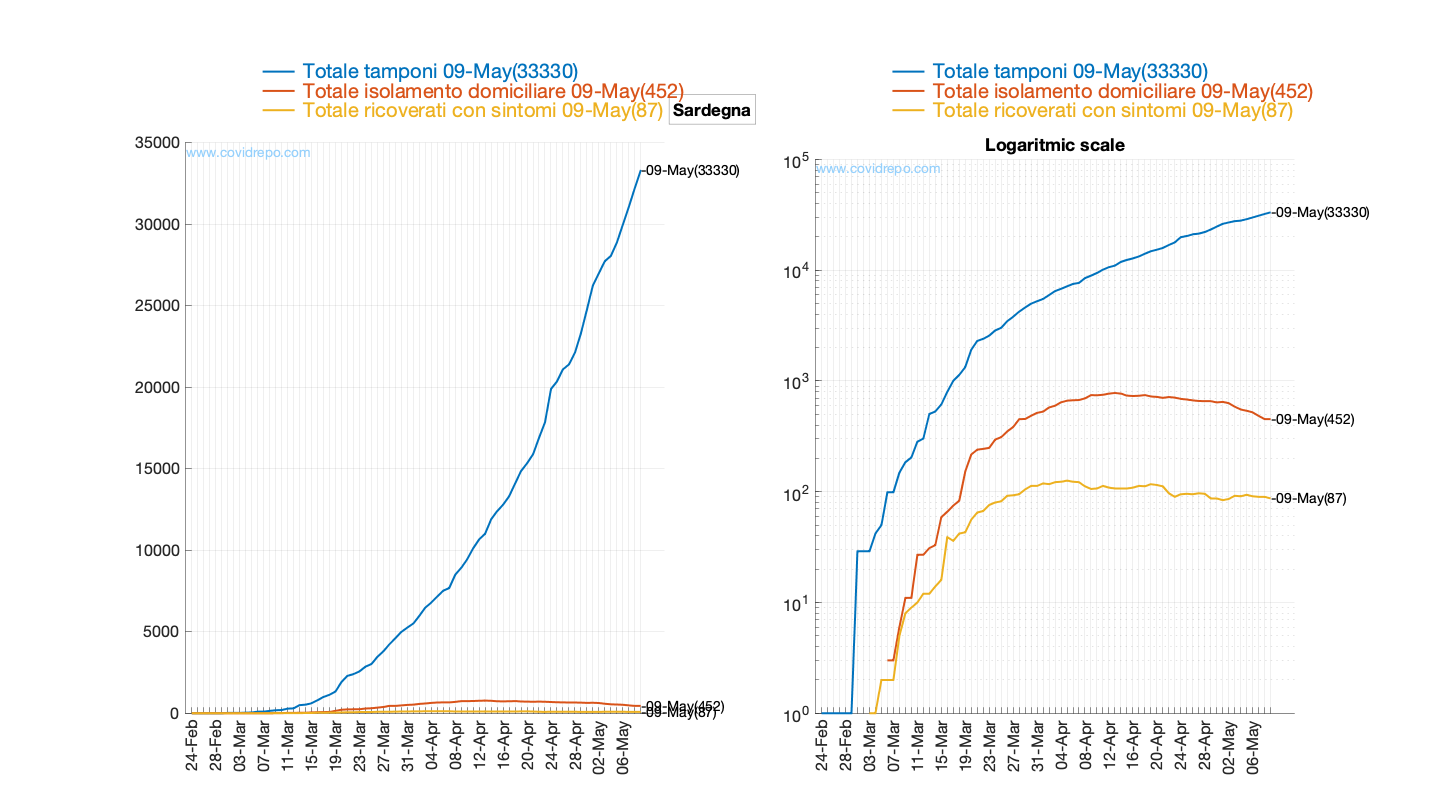 Totale tamponi 09-May(33330)
Totale isolamento domiciliare 09-May(452)
Totale ricoverati con sintomi 09-May(87)
Sardegna
www.covidrepo.com
35000
30000
25000
20000
15000
10000
5000
0
-09-May(33330)
-09-May(452)
-09-May(87)
24-Feb
28-Feb
03-Mar
07-Mar
11-Mar
15-Mar
19-Mar
23-Mar
27-Mar
31-Mar
04-Apr
08-Apr
12-Apr
16-Apr
20-Apr
24-Apr
28-Apr
02-May
06-May
Totale tamponi 09-May(33330)
Totale isolamento domiciliare 09-May(452)
Totale ricoverati con sintomi 09-May(87)
Logaritmic scale
www.covidrepo.com
10^5
10^4
10^3
10^2
10^1
10^0
-09-May(33330)
-09-May(452)
-09-May(87)
24-Feb
28-Feb
03-Mar
07-Mar
11-Mar
15-Mar
19-Mar
23-Mar
27-Mar
31-Mar
04-Apr
08-Apr
12-Apr
16-Apr
20-Apr
24-Apr
28-Apr
02-May
06-May